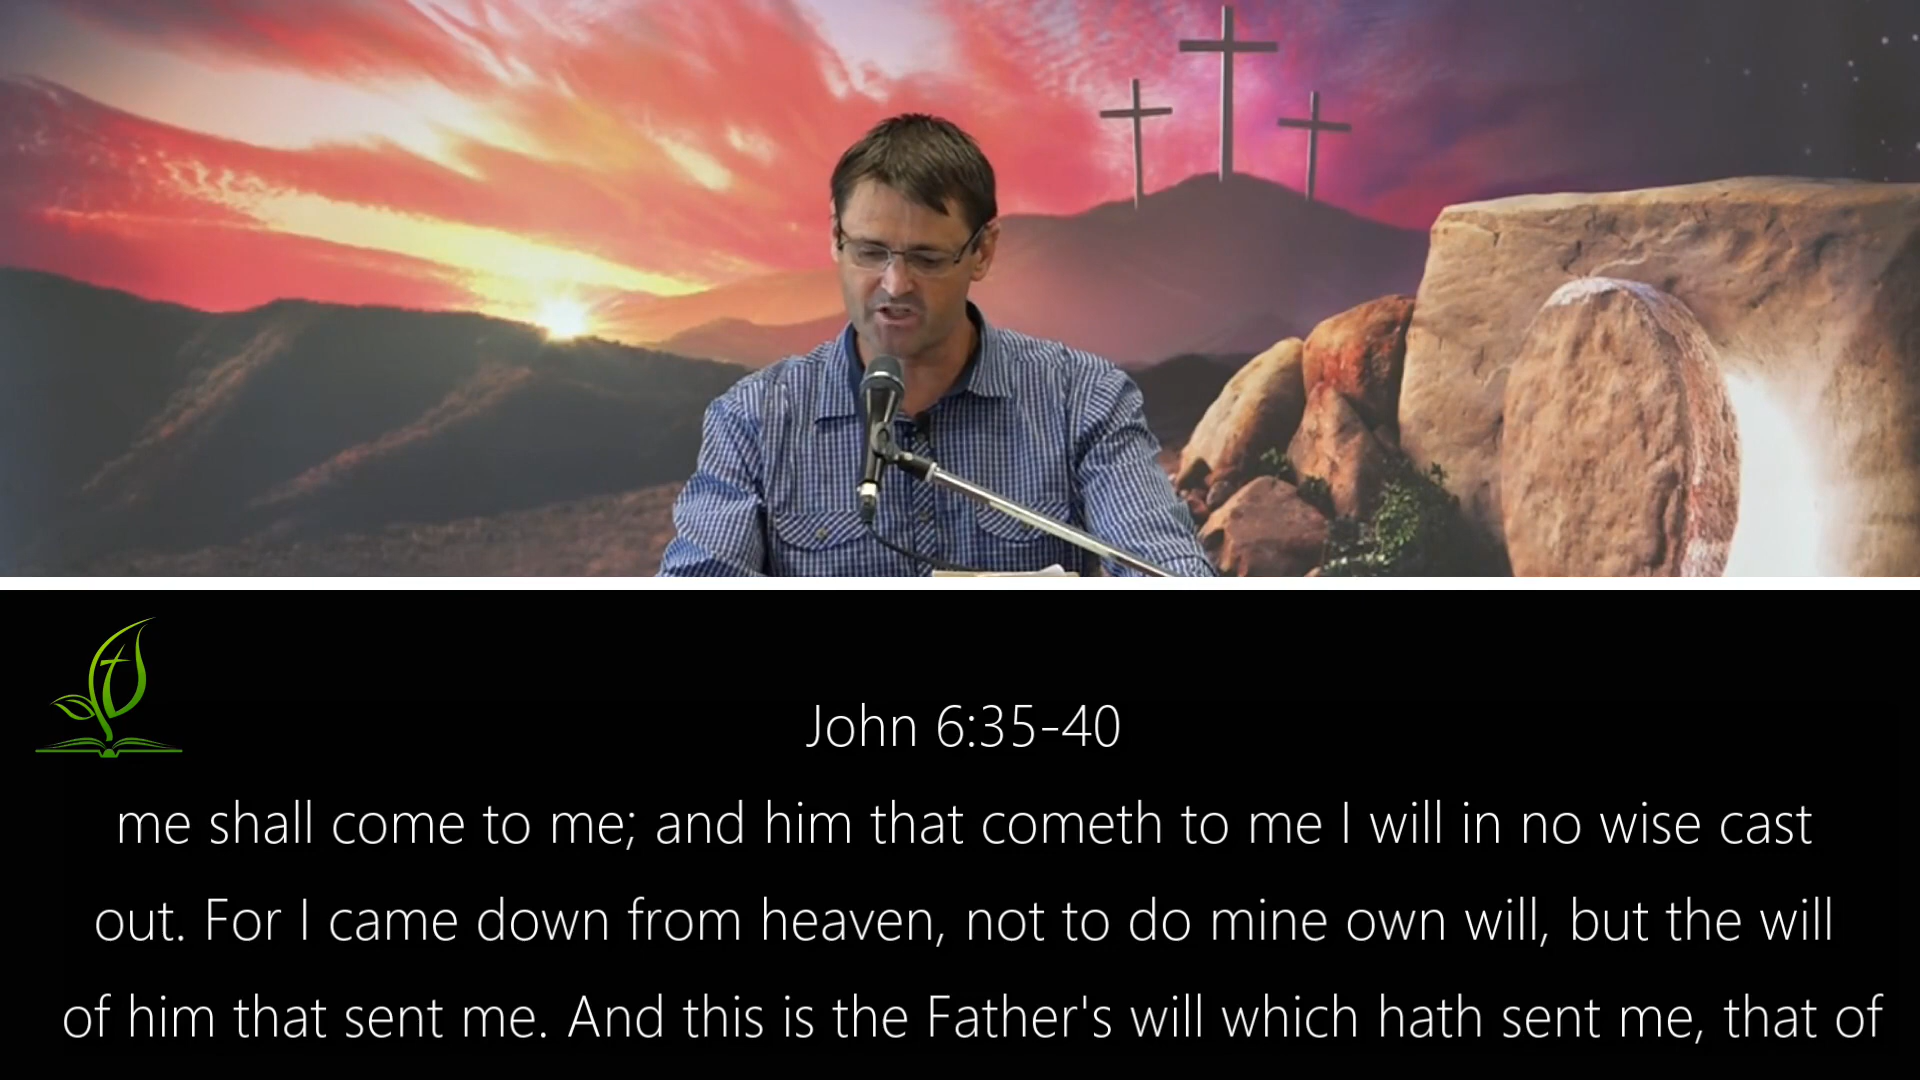 John 6:35-40
me shall come to me; and him that cometh to me I will in no wise cast
out. For I came down from heaven, not to do mine own will, but the will
of him that sent me. And this is the Father's will which hath sent me, that of